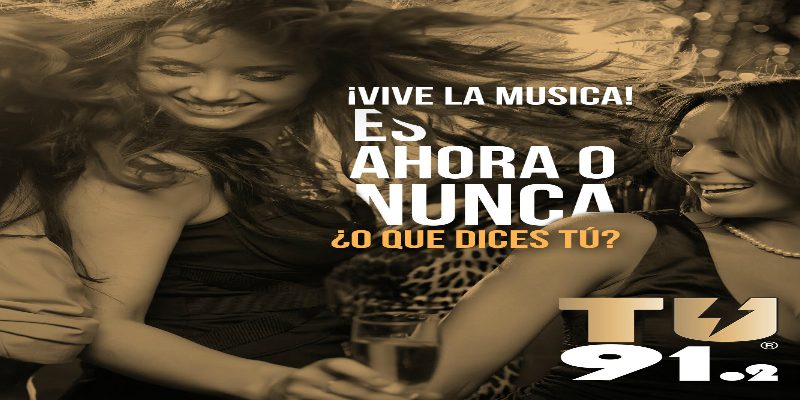 ¡VIVE LA MUSICA!
ES
AHORA O
NUNCA
¿O QUE DICES TÚ?
TU®
91.2